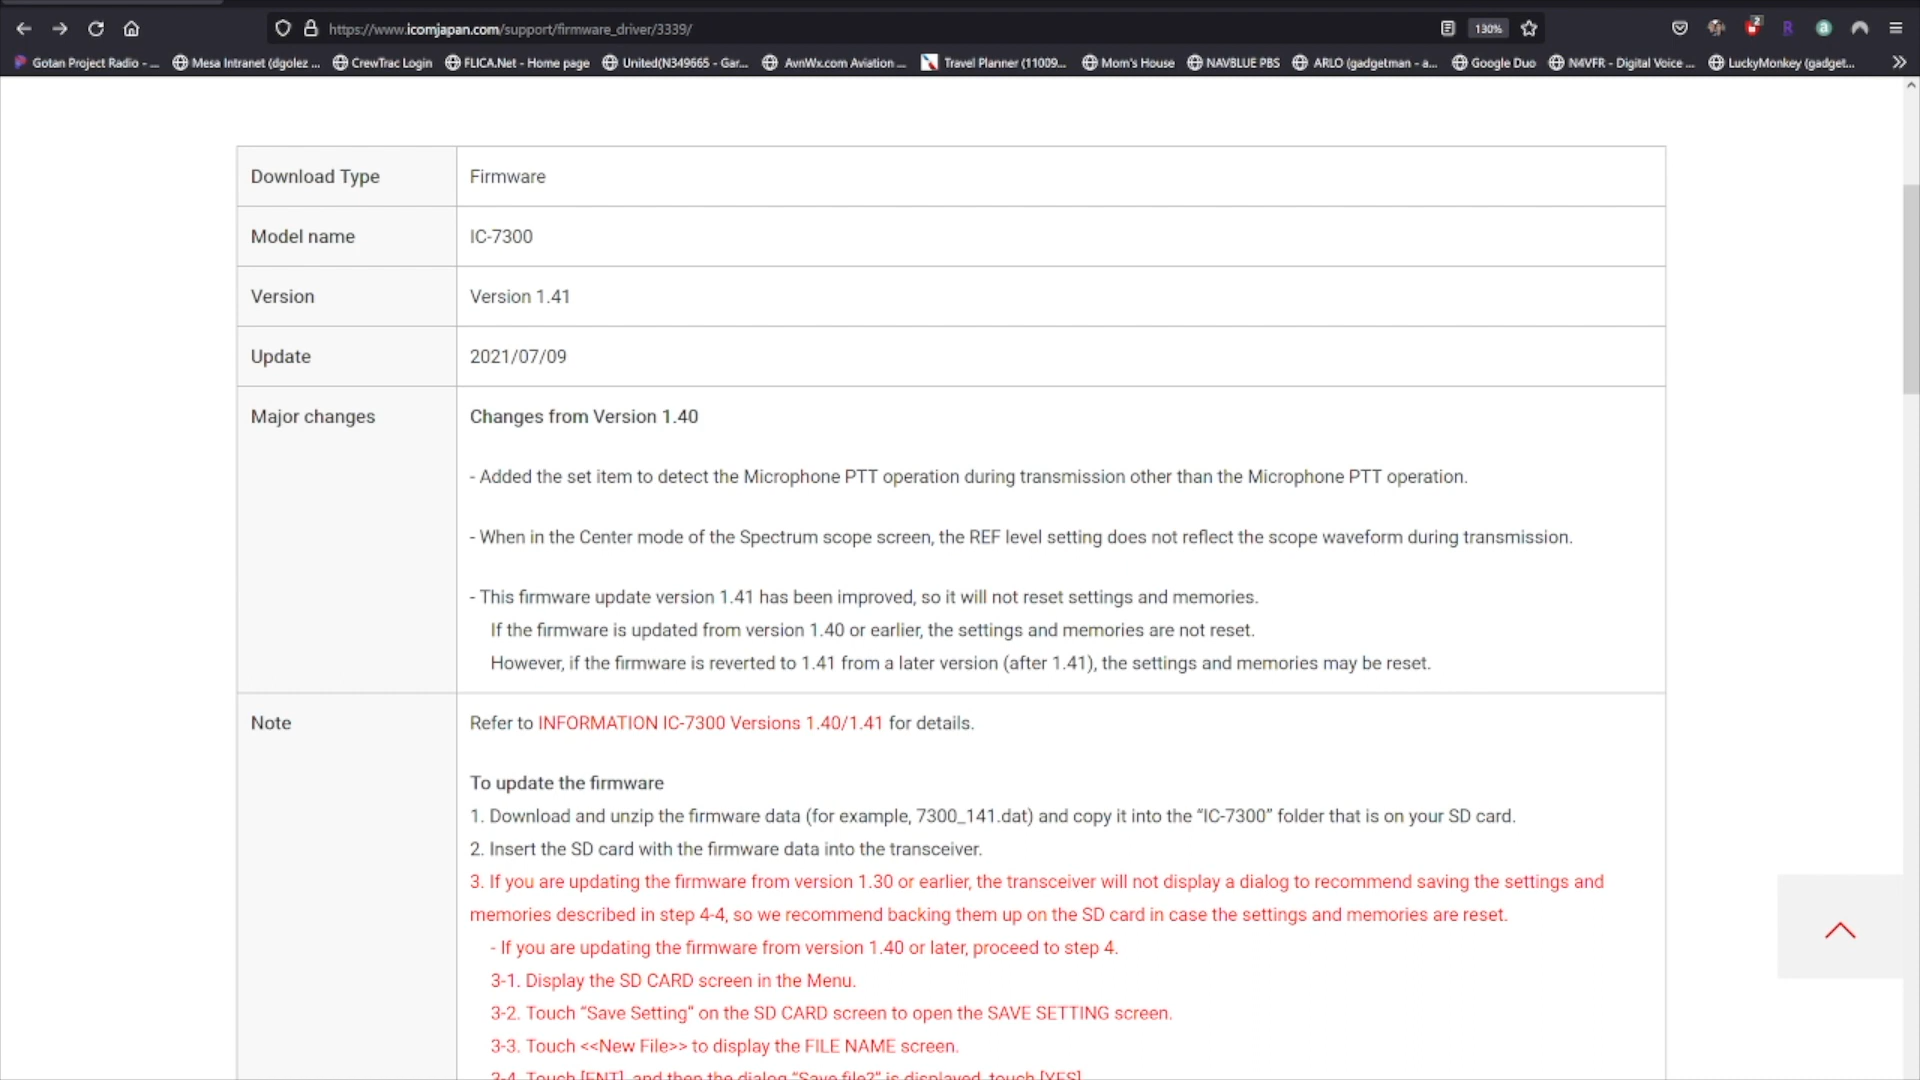 https://www.icomjapan.com/support/firmware_driver/3339/
130%
2
R
a
Gotan Project Radio - ...
Mesa Intranet (dgolez ...
CrewTrac Login
FLICA.Net - Home page
United(N349665 - Gar...
AvnWx.com Aviation ...
Travel Planner (11009...
Mom's House
NAVBLUE PBS
ARLO (gadgetman - a...
Google Duo
N4VFR - Digital Voice ...
LuckyMonkey (gadget...
Download Type
Firmware
Model name
IC-7300
Version
Version 1.41
Update
2021/07/09
Major changes
Changes from Version 1.40
- Added the set item to detect the Microphone PTT operation during transmission other than the Microphone PTT operation.
- When in the Center mode of the Spectrum scope screen, the REF level setting does not reflect the scope waveform during transmission.
- This firmware update version 1.41 has been improved, so it will not reset settings and memories.
If the firmware is updated from version 1.40 or earlier, the settings and memories are not reset.
However, if the firmware is reverted to 1.41 from a later version (after 1.41), the settings and memories may be reset.
Note
Refer to INFORMATION IC-7300 Versions 1.40/1.41 for details.
To update the firmware
1. Download and unzip the firmware data (for example, 7300_141.dat) and copy it into the “IC-7300” folder that is on your SD card.
2. Insert the SD card with the firmware data into the transceiver.
3. If you are updating the firmware from version 1.30 or earlier, the transceiver will not display a dialog to recommend saving the settings and
memories described in step 4-4, so we recommend backing them up on the SD card in case the settings and memories are reset.
- If you are updating the firmware from version 1.40 or later, proceed to step 4.
3-1. Display the SD CARD screen in the Menu.
3-2. Touch “Save Setting” on the SD CARD screen to open the SAVE SETTING screen.
3-3. Touch <<New File>> to display the FILE NAME screen.
3-4. Touch [ENT], and then the dialog “Save file?” is displayed, touch [YES]